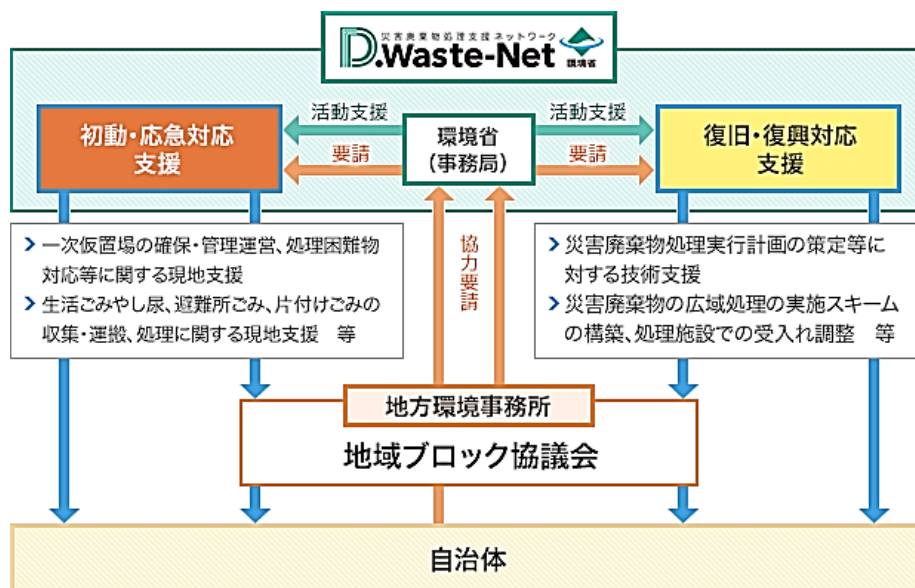 災害廃棄物処理支援ネットワーク
D.Waste-Net
環境省
初動・応急対応
支援
活動支援
要請
環境省
（事務局）
活動支援
要請
復旧・復興対応
支援
一次仮置場の確保・管理運営、処理困難物
対応等に関する現地支援
生活ごみやし尿、避難所ごみ、片付けごみの
収集・運搬、処理に関する現地支援　等
協力要請
災害廃棄物処理実行計画の策定等に
対する技術支援
災害廃棄物の広域処理の実施スキーム
の構築、処理施設での受入れ調整　等
地方環境事務所
地域ブロック協議会
自治体